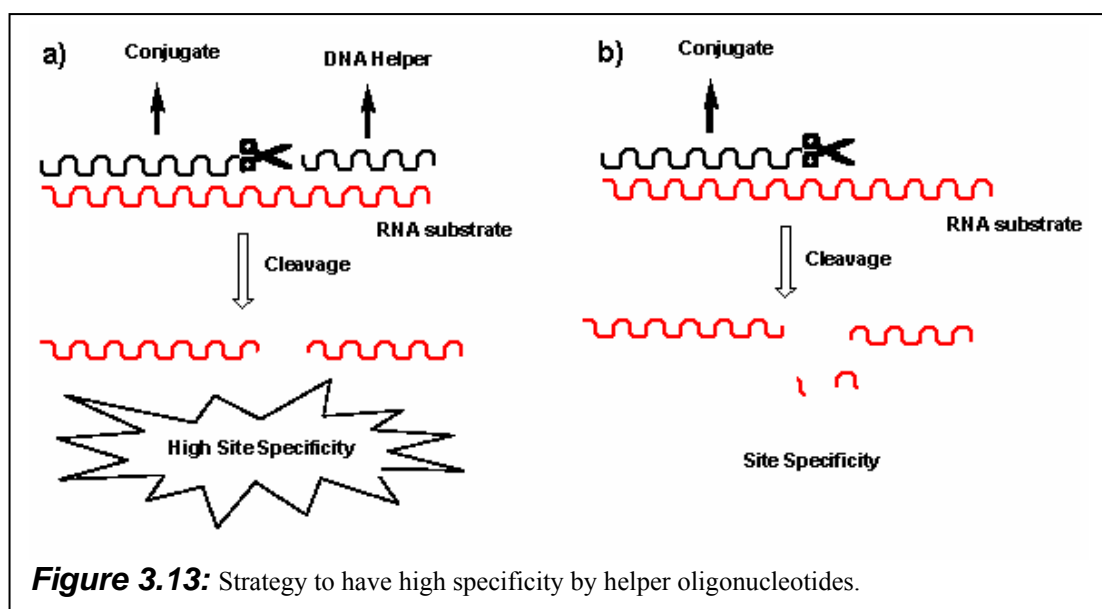 a)
Conjugate
DNA Helper
RNA substrate
Cleavage
High Site Specificity
b)
Conjugate
RNA substrate
Cleavage
Site Specificity
Figure 3.13: Strategy to have high specificity by helper oligonucleotides.